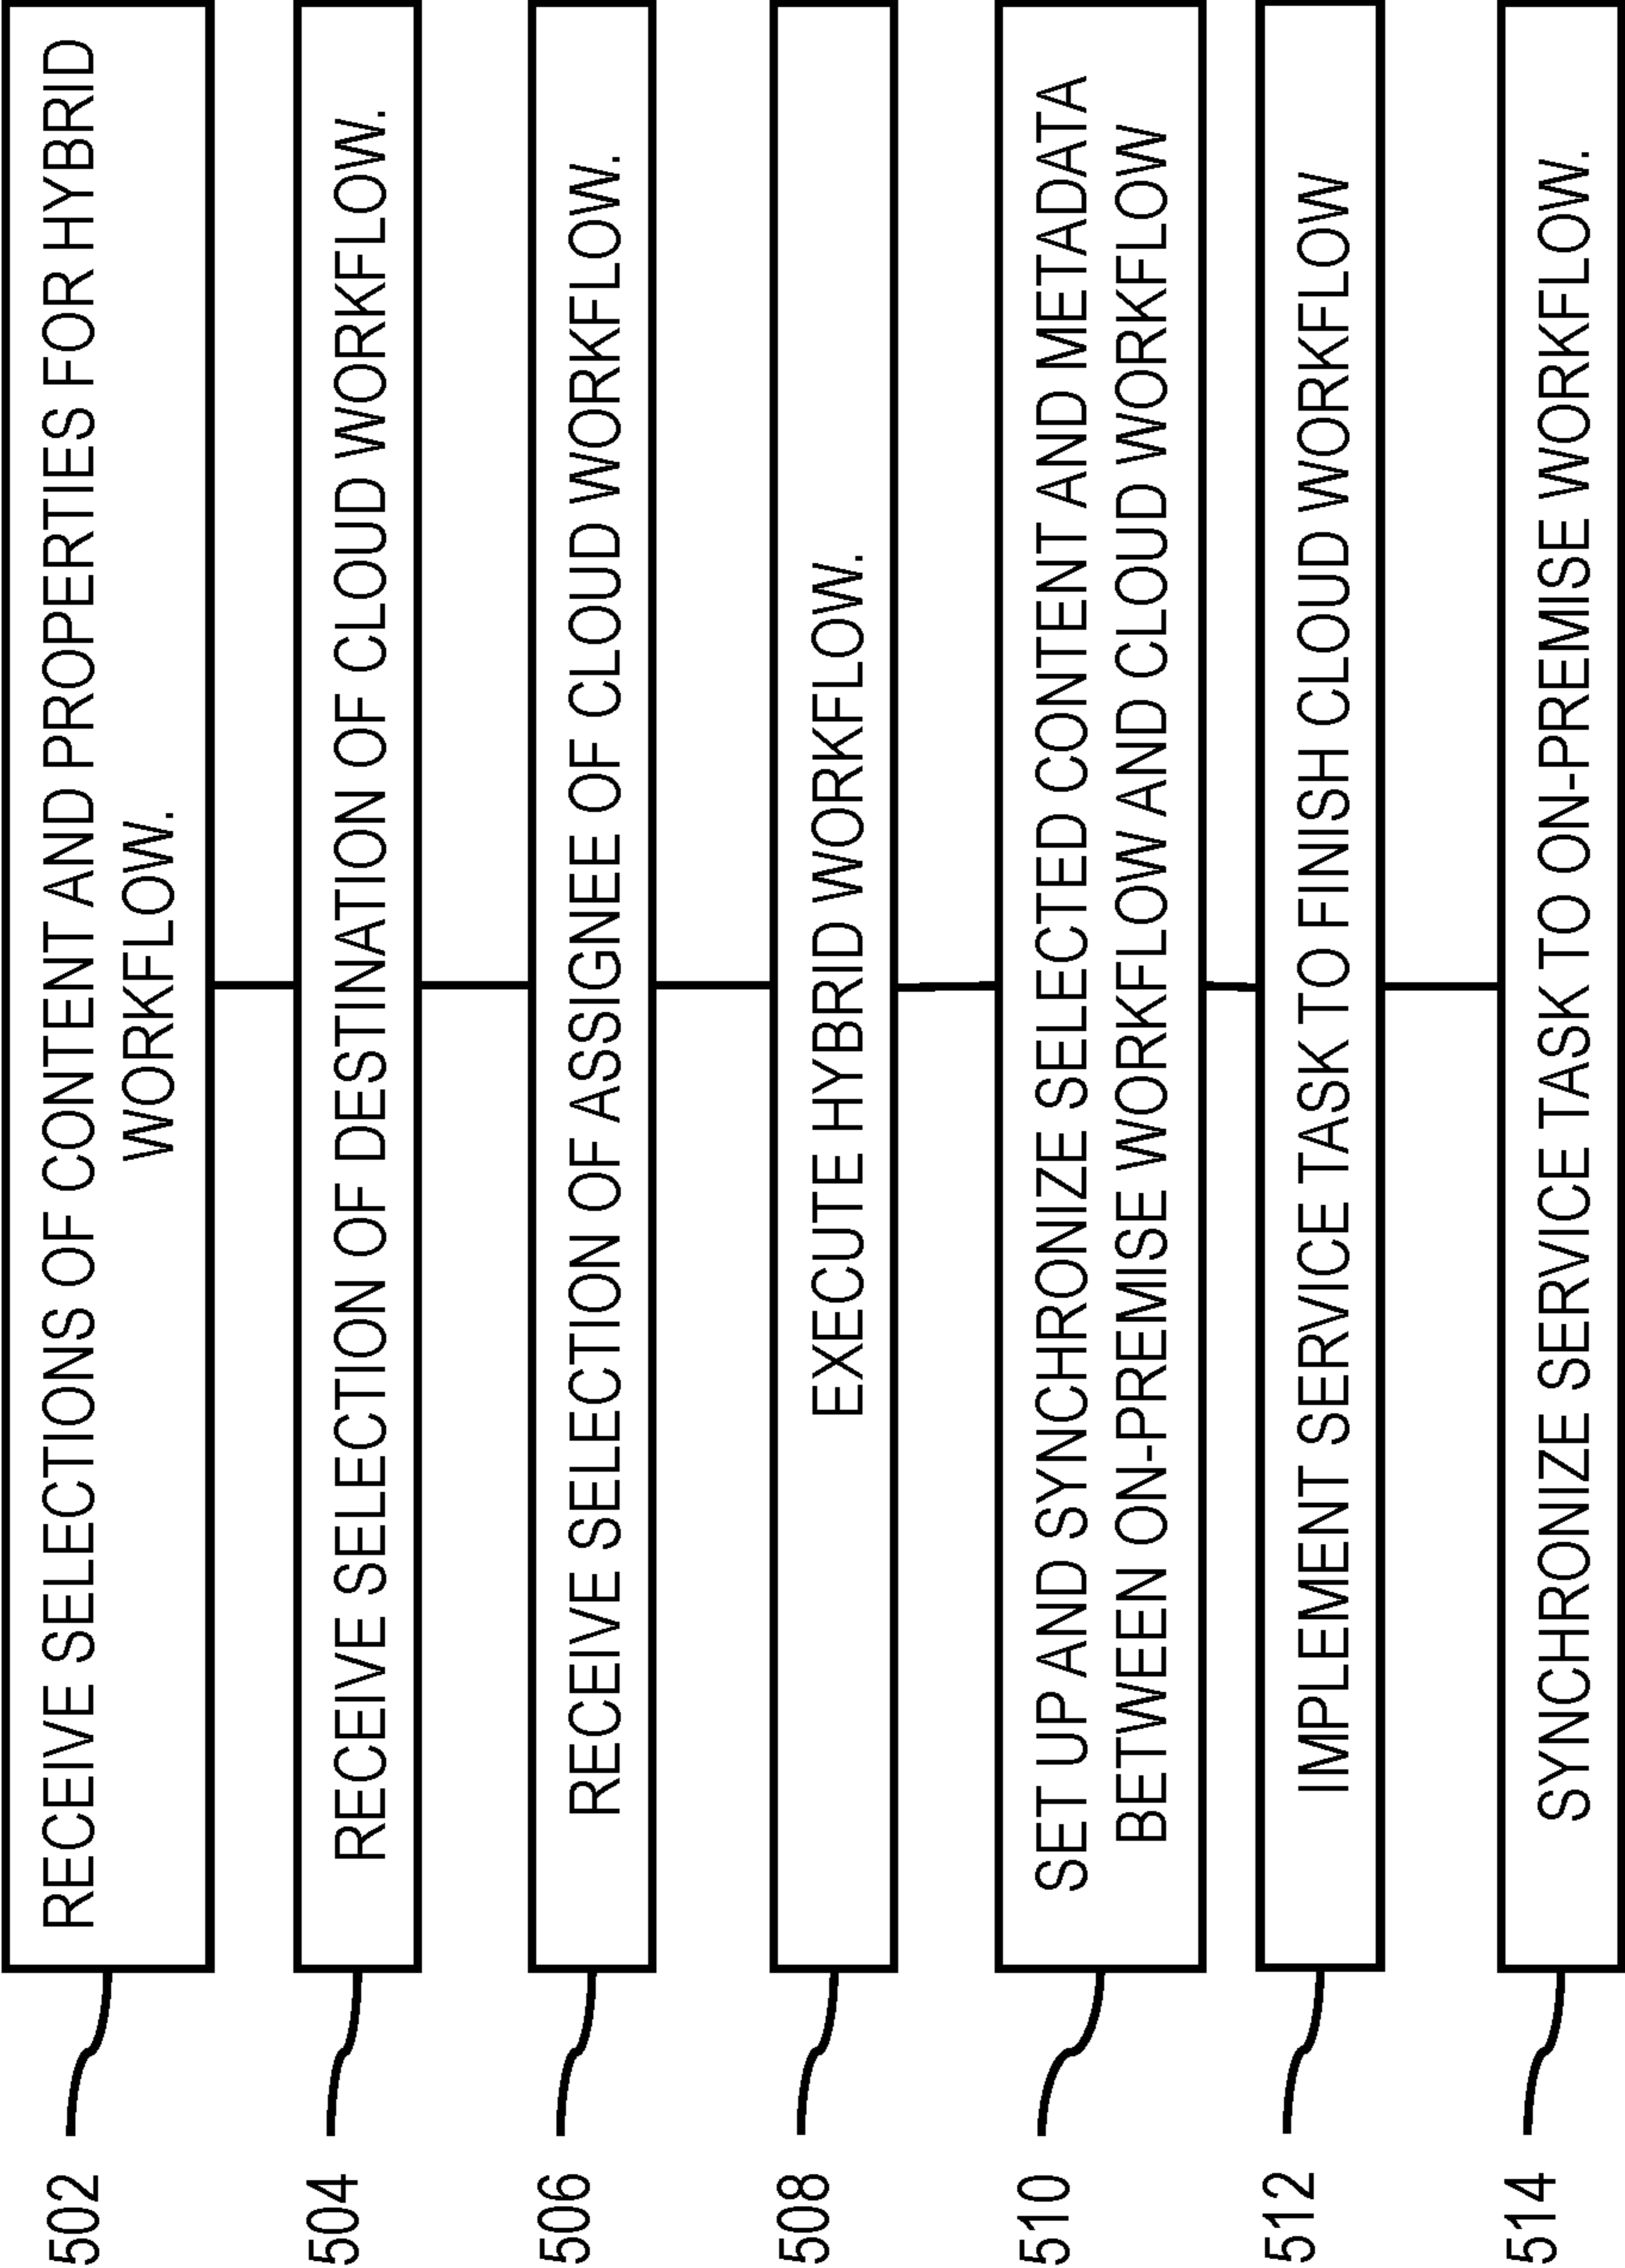 502
RECEIVE SELECTIONS OF CONTENT AND PROPERTIES FOR HYBRID
WORKFLOW.
504
RECEIVE SELECTION OF DESTINATION OF CLOUD WORKFLOW.
506
RECEIVE SELECTION OF ASSIGNEE OF CLOUD WORKFLOW.
508
EXECUTE HYBRID WORKFLOW.
510
SET UP AND SYNCHRONIZE SELECTED CONTENT AND METADATA
BETWEEN ON-PREMISE WORKFLOW AND CLOUD WORKFLOW
512
IMPLEMENT SERVICE TASK TO FINISH CLOUD WORKFLOW
514
SYNCHRONIZE SERVICE TASK TO ON-PREMISE WORKFLOW.